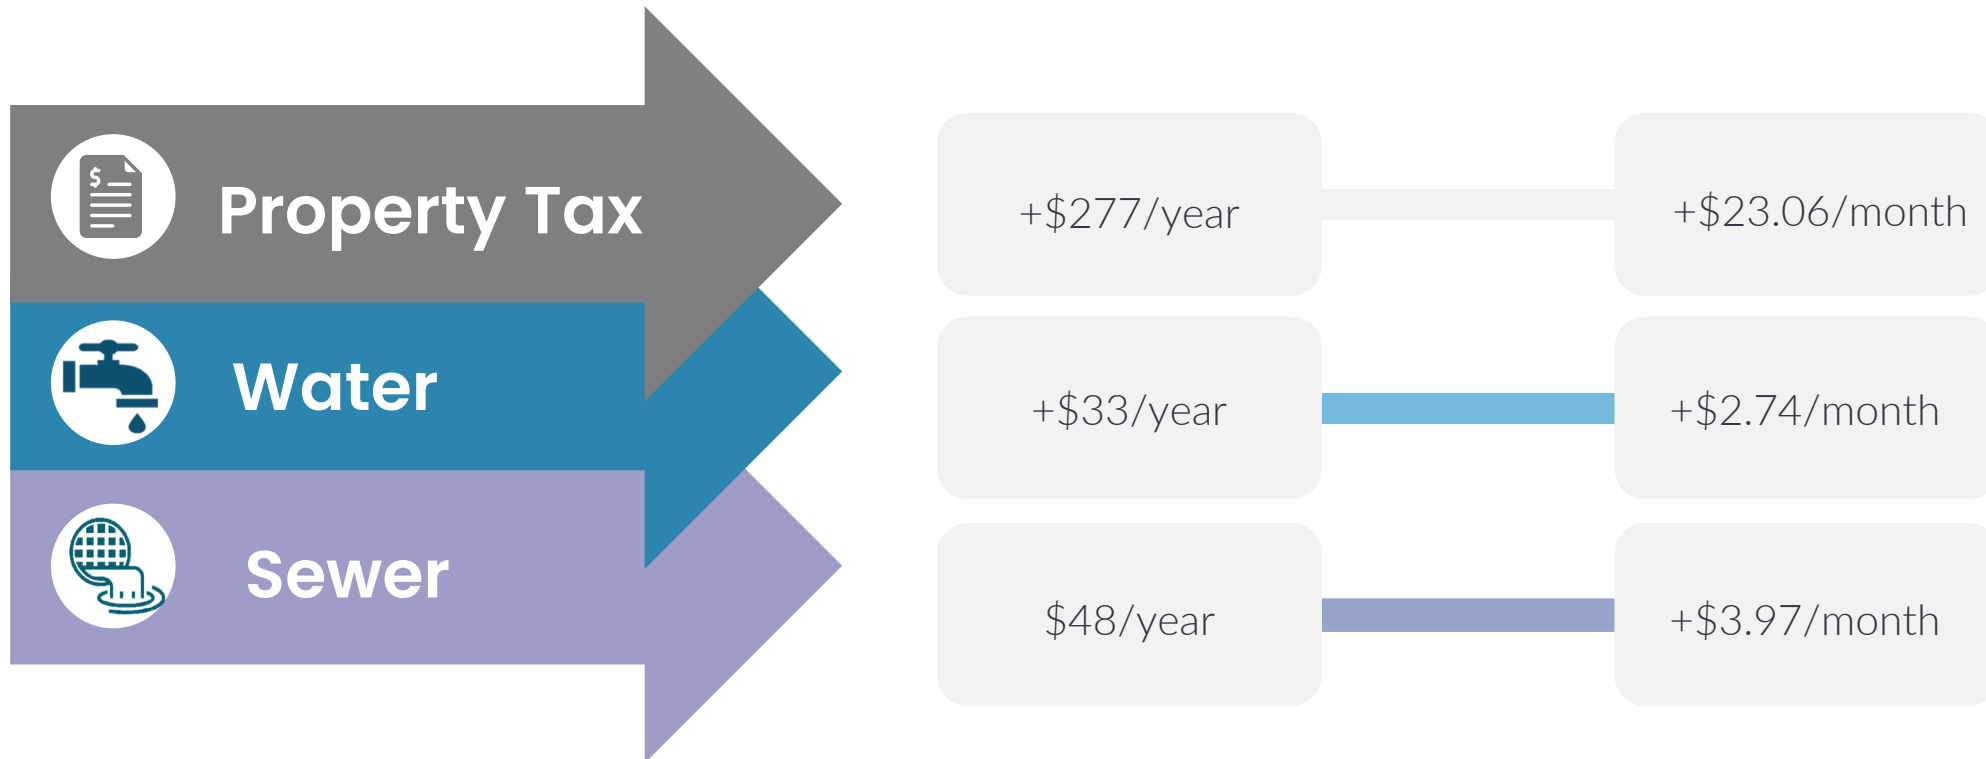 Property Tax
+$277/year
+$23.06/month
Water
+$33/year
+$2.74/month
Sewer
$48/year
+$3.97/month